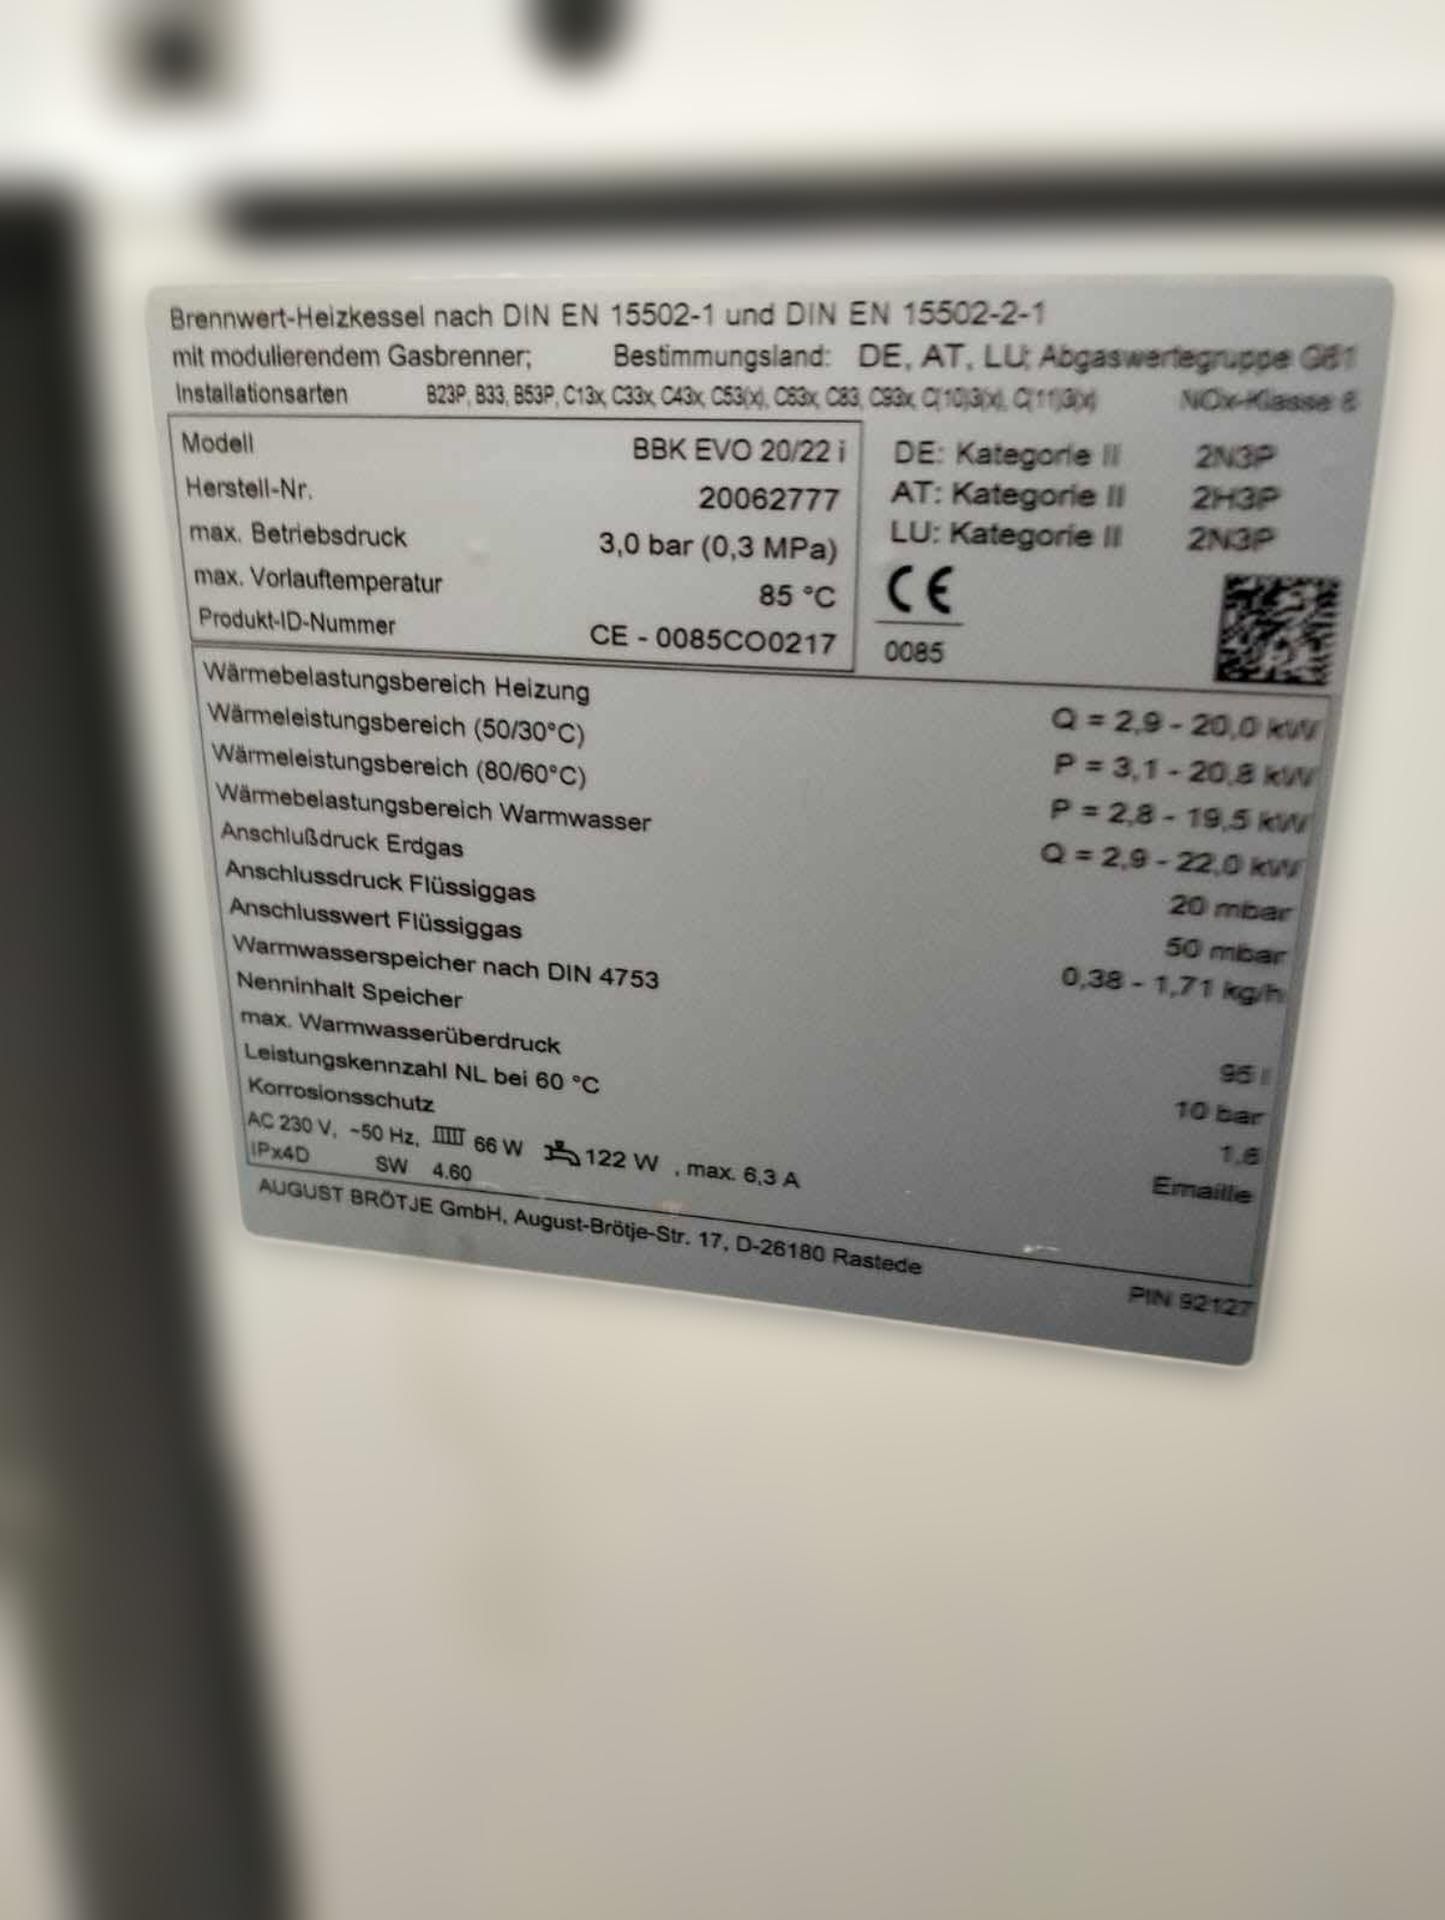 Brennwert-Heizkessel nach DIN EN 15502-1 und DIN EN 15502-2-1
mit modulierendem Gasbrenner; Bestimmungsland: DE, AT, LU; Abgaswertegruppe G61
Installationsarten B23P, B33, B53P, C13x, C33x, C43x, C53(x), C63x, C83, C93x, C(10)3(x), C(11)3(x) NOx-Klasse 6
Modell BBK EVO 20/22 i
Herstell-Nr. 20062777
max. Betriebsdruck 3,0 bar (0,3 MPa)
max. Vorlauftemperatur 85 °C
Produkt-ID-Nummer CE - 0085CO0217
DE: Kategorie II 2N3P
AT: Kategorie II 2H3P
LU: Kategorie II 2N3P
CE
0085
Wärmebelastungsbereich Heizung Q = 2,9 - 20,0 kW
Wärmeleistungsbereich (50/30°C) P = 3,1 - 20,8 kW
Wärmeleistungsbereich (80/60°C) P = 2,8 - 19,5 kW
Wärmebelastungsbereich Warmwasser Q = 2,9 - 22,0 kW
Anschlußdruck Erdgas 20 mbar
Anschlussdruck Flüssiggas 50 mbar
Anschlusswert Flüssiggas 0,38 - 1,71 kg/h
Warmwasserspeicher nach DIN 4753
Nenninhalt Speicher 95 l
max. Warmwasserüberdruck 10 bar
Leistungskennzahl NL bei 60 °C 1,6
Korrosionsschutz Emaille
AC 230 V, ~50 Hz, 66 W 122 W , max. 6,3 A
IPx4D SW 4.60
AUGUST BRÖTJE GmbH, August-Brötje-Str. 17, D-26180 Rastede
PIN 92127